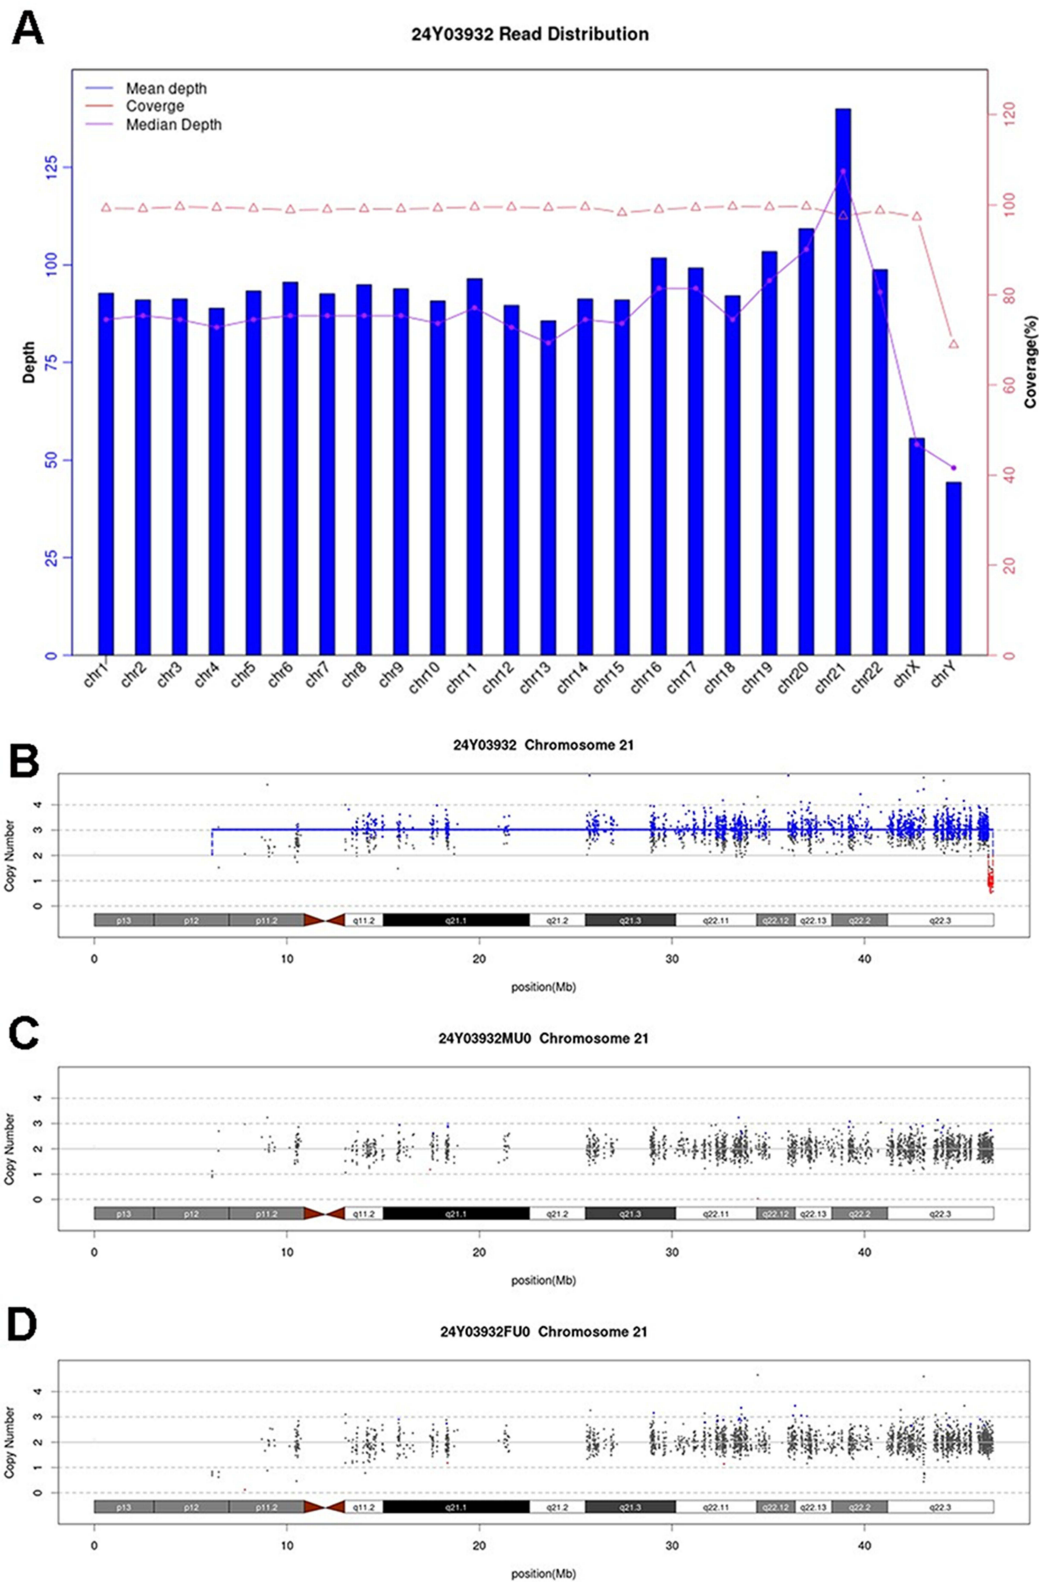 A
24Y03932 Read Distribution
Mean depth
Coverge
Median Depth
Depth
0 25 50 75 100 125
Coverage(%)
0 20 40 60 80 100 120
chr1 chr2 chr3 chr4 chr5 chr6 chr7 chr8 chr9 chr10 chr11 chr12 chr13 chr14 chr15 chr16 chr17 chr18 chr19 chr20 chr21 chr22 chrX chrY
B
24Y03932 Chromosome 21
Copy Number
4
3
2
1
0
p13 p12 p11.2 q11.2 q21.1 q21.2 q21.3 q22.11 q22.12 q22.13 q22.2 q22.3
0 10 20 30 40
position(Mb)
C
24Y03932MU0 Chromosome 21
Copy Number
4
3
2
1
0
p13 p12 p11.2 q11.2 q21.1 q21.2 q21.3 q22.11 q22.12 q22.13 q22.2 q22.3
0 10 20 30 40
position(Mb)
D
24Y03932FU0 Chromosome 21
Copy Number
4
3
2
1
0
p13 p12 p11.2 q11.2 q21.1 q21.2 q21.3 q22.11 q22.12 q22.13 q22.2 q22.3
0 10 20 30 40
position(Mb)